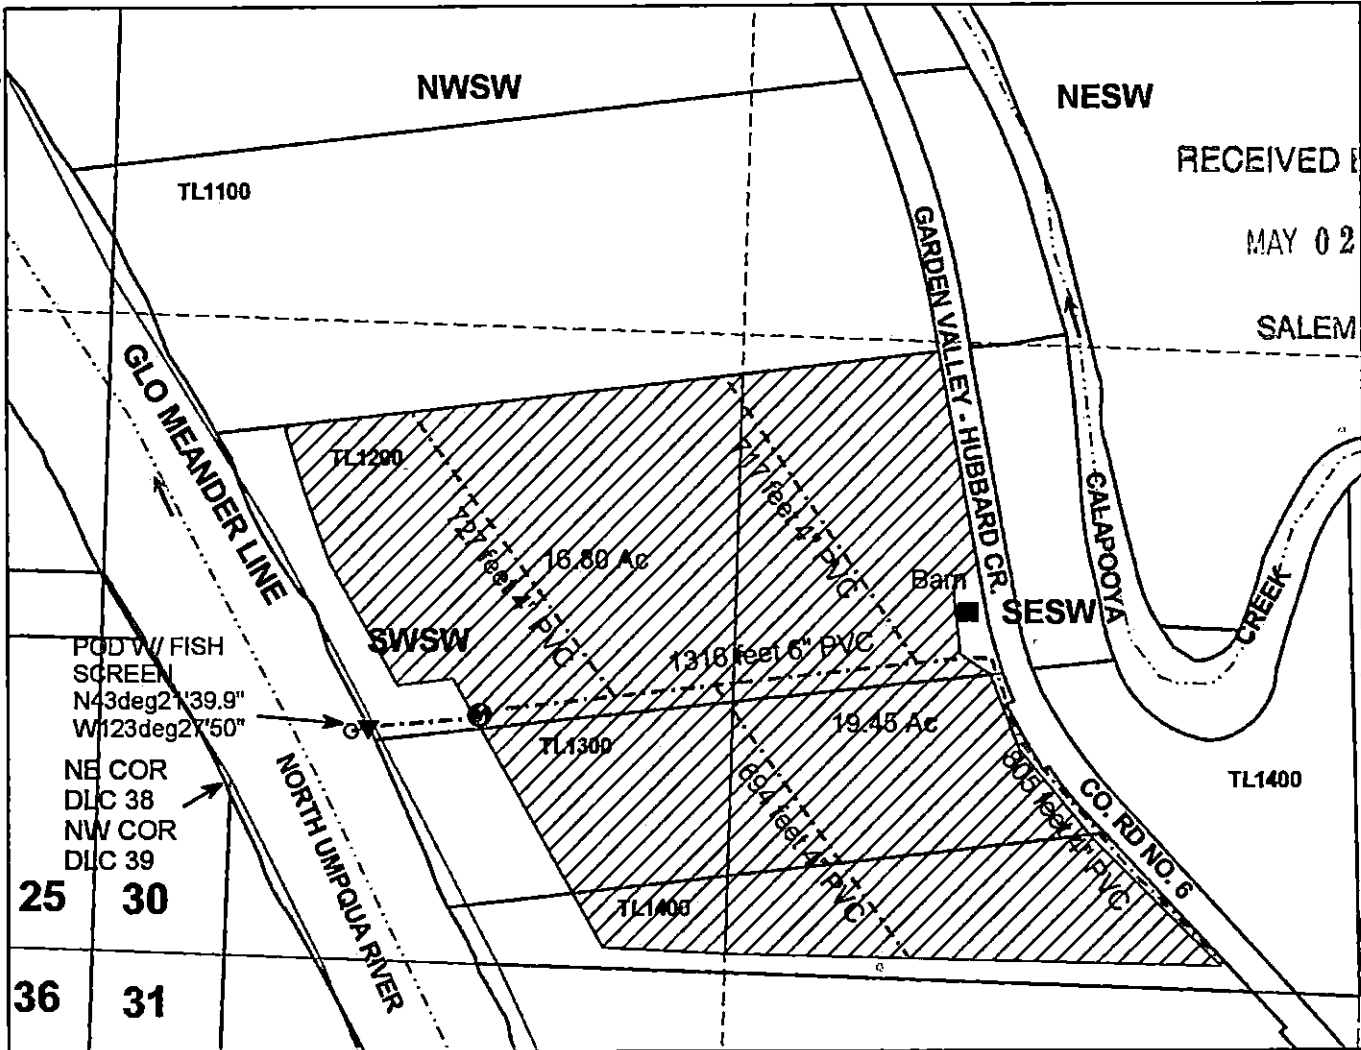 NWSW
NESW
RECEIVED
TL1100
MAY 02
SALEM
GARDEN VALLEY - HUBBARD CR.
GLO MEANDER LINE
TL1200
727 feet 4" PVC
717 feet 4" PVC
16.80 Ac
Barn
CALAPOOYA
CREEK
SESW
SWSW
1316 feet 6" PVC
POD W/ FISH
SCREEN
N43deg21'39.9"
W123deg27'50"
TL1300
19.45 Ac
NE COR
DLC 38
NW COR
DLC 39
NORTH UMPQUA RIVER
694 feet 4" PVC
805 feet 4" PVC
CO. RD NO. 6
TL1400
TL1400
25 30
36 31